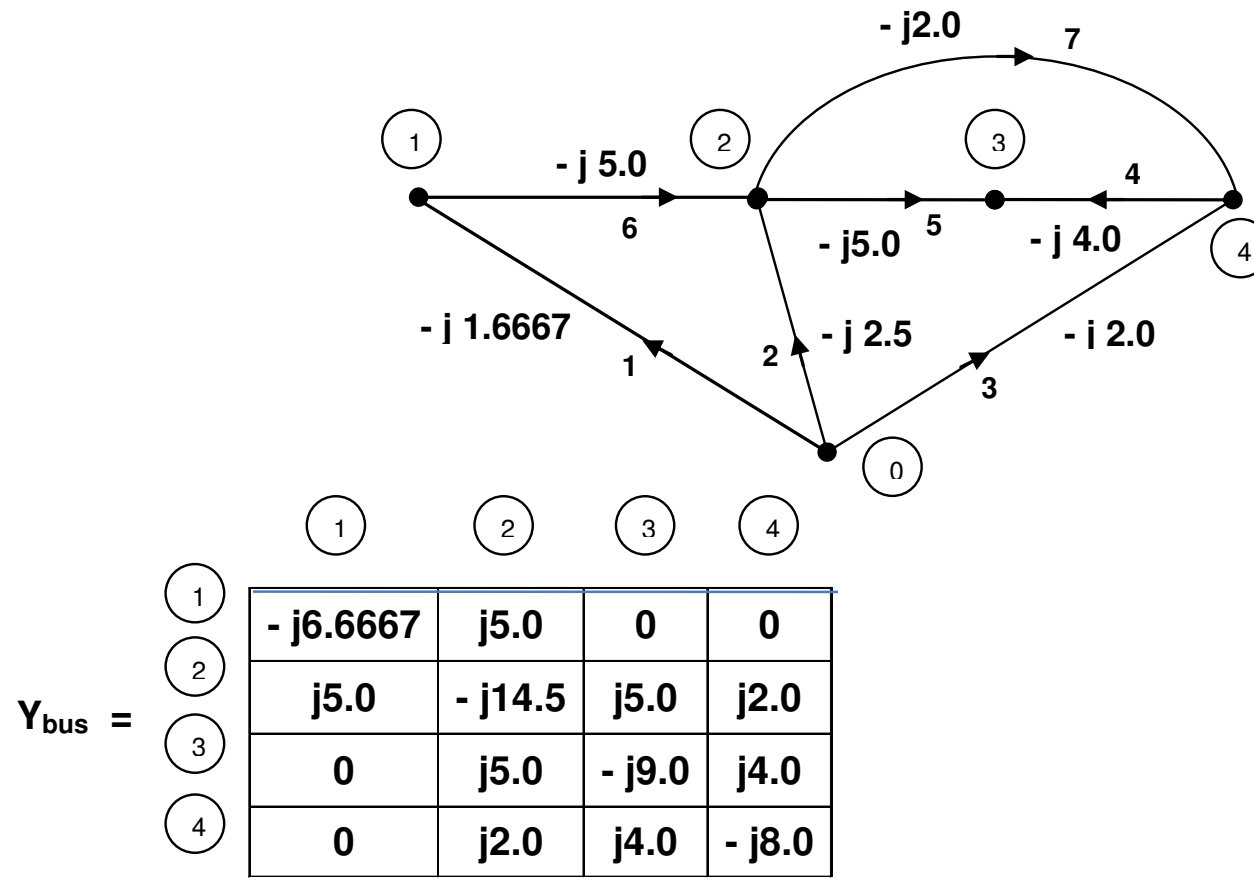 - j2.0
7
1
2
3
- j 5.0
4
6
- j5.0
5
- j 4.0
4
- j 1.6667
2
- j 2.5
- j 2.0
1
3
0
1 2 3 4
1 - j6.6667 j5.0 0 0
2 j5.0 - j14.5 j5.0 j2.0
Ybus =
3 0 j5.0 - j9.0 j4.0
4 0 j2.0 j4.0 - j8.0